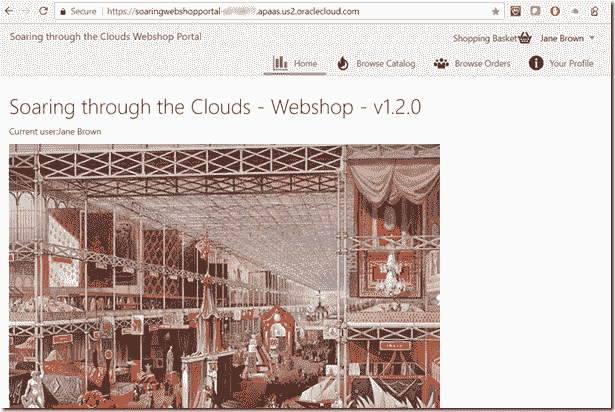 Secure https://soaringwebshopportal- .apaas.us2.oraclecloud.com
Soaring through the Clouds Webshop Portal
Shopping Basket Jane Brown
Home Browse Catalog Browse Orders Your Profile
Soaring through the Clouds - Webshop - v1.2.0
Current user:Jane Brown